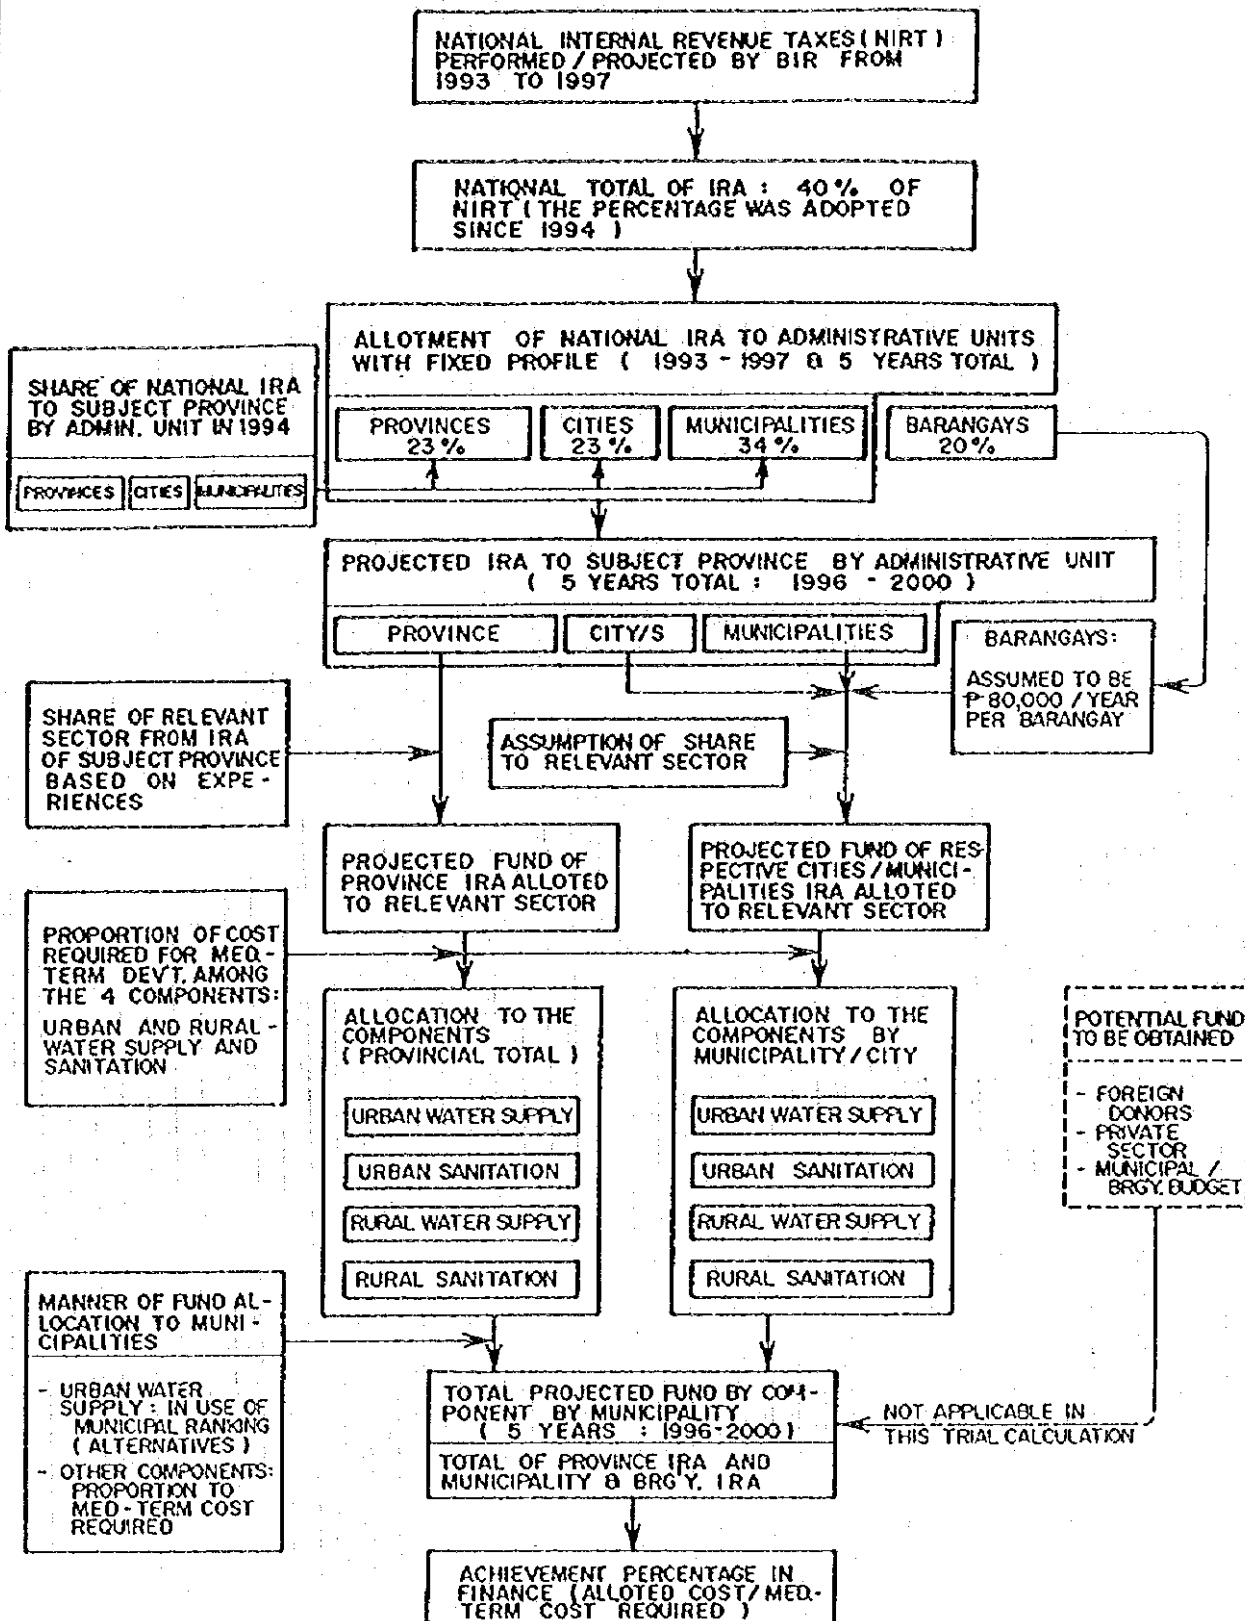 NATIONAL INTERNAL REVENUE TAXES ( NIRT )
PERFORMED / PROJECTED BY BIR FROM
1993 TO 1997
NATIONAL TOTAL OF IRA : 40 % OF
NIRT ( THE PERCENTAGE WAS ADOPTED
SINCE 1994 )
ALLOTMENT OF NATIONAL IRA TO ADMINISTRATIVE UNITS
WITH FIXED PROFILE ( 1993 - 1997 & 5 YEARS TOTAL )
SHARE OF NATIONAL IRA
TO SUBJECT PROVINCE
BY ADMIN. UNIT IN 1994
PROVINCES
23 %
CITIES
23 %
MUNICIPALITIES
34 %
BARANGAYS
20 %
PROVINCES
CITIES
MUNICIPALITIES
PROJECTED IRA TO SUBJECT PROVINCE BY ADMINISTRATIVE UNIT
( 5 YEARS TOTAL : 1996 - 2000 )
PROVINCE
CITY/S
MUNICIPALITIES
BARANGAYS:
ASSUMED TO BE
₱ 80,000 / YEAR
PER BARANGAY
SHARE OF RELEVANT
SECTOR FROM IRA
OF SUBJECT PROVINCE
BASED ON EXPE-
RIENCES
ASSUMPTION OF SHARE
TO RELEVANT SECTOR
PROJECTED FUND OF
PROVINCE IRA ALLOTED
TO RELEVANT SECTOR
PROJECTED FUND OF RES-
PECTIVE CITIES / MUNICI-
PALITIES IRA ALLOTED
TO RELEVANT SECTOR
PROPORTION OF COST
REQUIRED FOR MED.-
TERM DEV'T. AMONG
THE 4 COMPONENTS:
URBAN AND RURAL -
WATER SUPPLY AND
SANITATION
ALLOCATION TO THE
COMPONENTS
( PROVINCIAL TOTAL )
URBAN WATER SUPPLY
URBAN SANITATION
RURAL WATER SUPPLY
RURAL SANITATION
ALLOCATION TO THE
COMPONENTS BY
MUNICIPALITY / CITY
URBAN WATER SUPPLY
URBAN SANITATION
RURAL WATER SUPPLY
RURAL SANITATION
POTENTIAL FUND
TO BE OBTAINED
- FOREIGN
DONORS
- PRIVATE
SECTOR
- MUNICIPAL /
BRGY. BUDGET
MANNER OF FUND AL-
LOCATION TO MUNI -
CIPALITIES
- URBAN WATER
SUPPLY : IN USE OF
MUNICIPAL RANKING
( ALTERNATIVES )
- OTHER COMPONENTS:
PROPORTION TO
MED - TERM COST
REQUIRED
TOTAL PROJECTED FUND BY COM-
PONENT BY MUNICIPALITY
( 5 YEARS : 1996-2000 )
TOTAL OF PROVINCE IRA AND
MUNICIPALITY & BRG'Y. IRA
NOT APPLICABLE IN
THIS TRIAL CALCULATION
ACHIEVEMENT PERCENTAGE IN
FINANCE ( ALLOTED COST / MED.-
TERM COST REQUIRED )